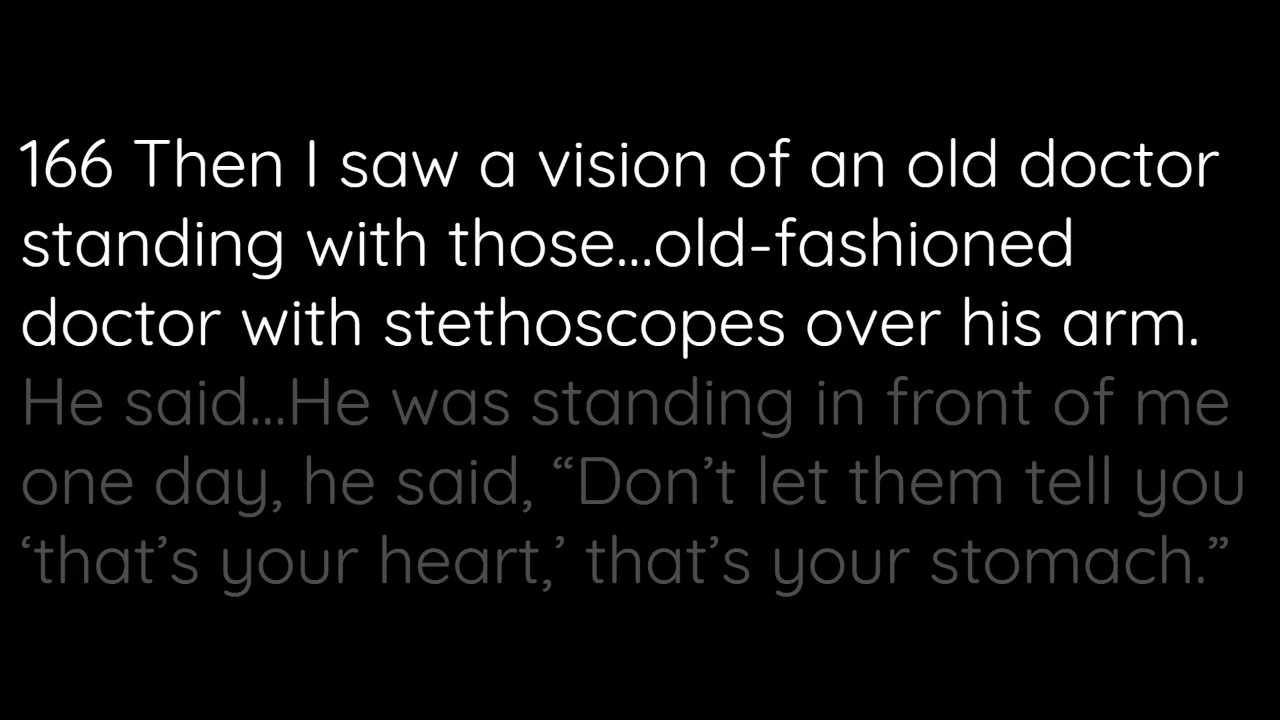 166 Then I saw a vision of an old doctor
standing with those...old-fashioned
doctor with stethoscopes over his arm.
He said...He was standing in front of me
one day, he said, “Don’t let them tell you
‘that’s your heart,’ that’s your stomach.”